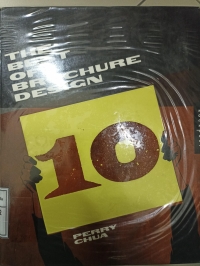 THE
BEST
OF
BROCHURE
DESIGN
10
PERRY
CHUA